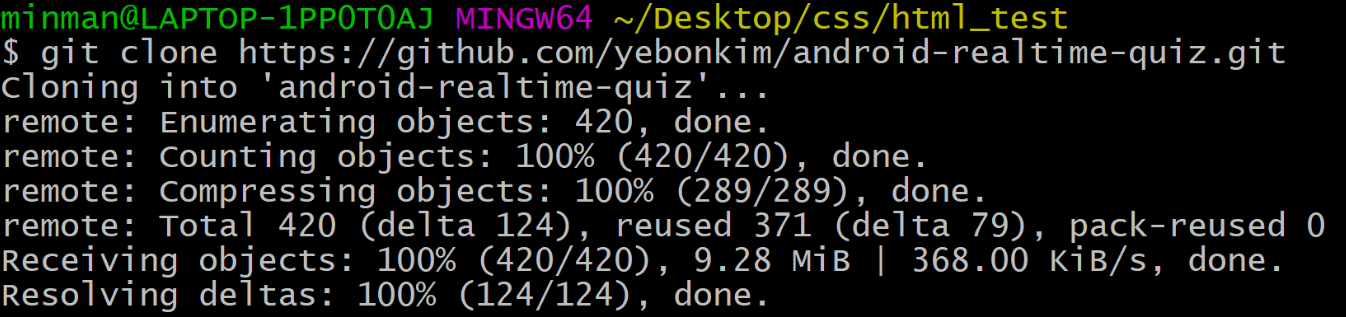 minman@LAPTOP-1PP0T0AJ MINGW64 ~/Desktop/css/html_test
$ git clone https://github.com/yebonkim/android-realtime-quiz.git
Cloning into 'android-realtime-quiz'...
remote: Enumerating objects: 420, done.
remote: Counting objects: 100% (420/420), done.
remote: Compressing objects: 100% (289/289), done.
remote: Total 420 (delta 124), reused 371 (delta 79), pack-reused 0
Receiving objects: 100% (420/420), 9.28 MiB | 368.00 KiB/s, done.
Resolving deltas: 100% (124/124), done.